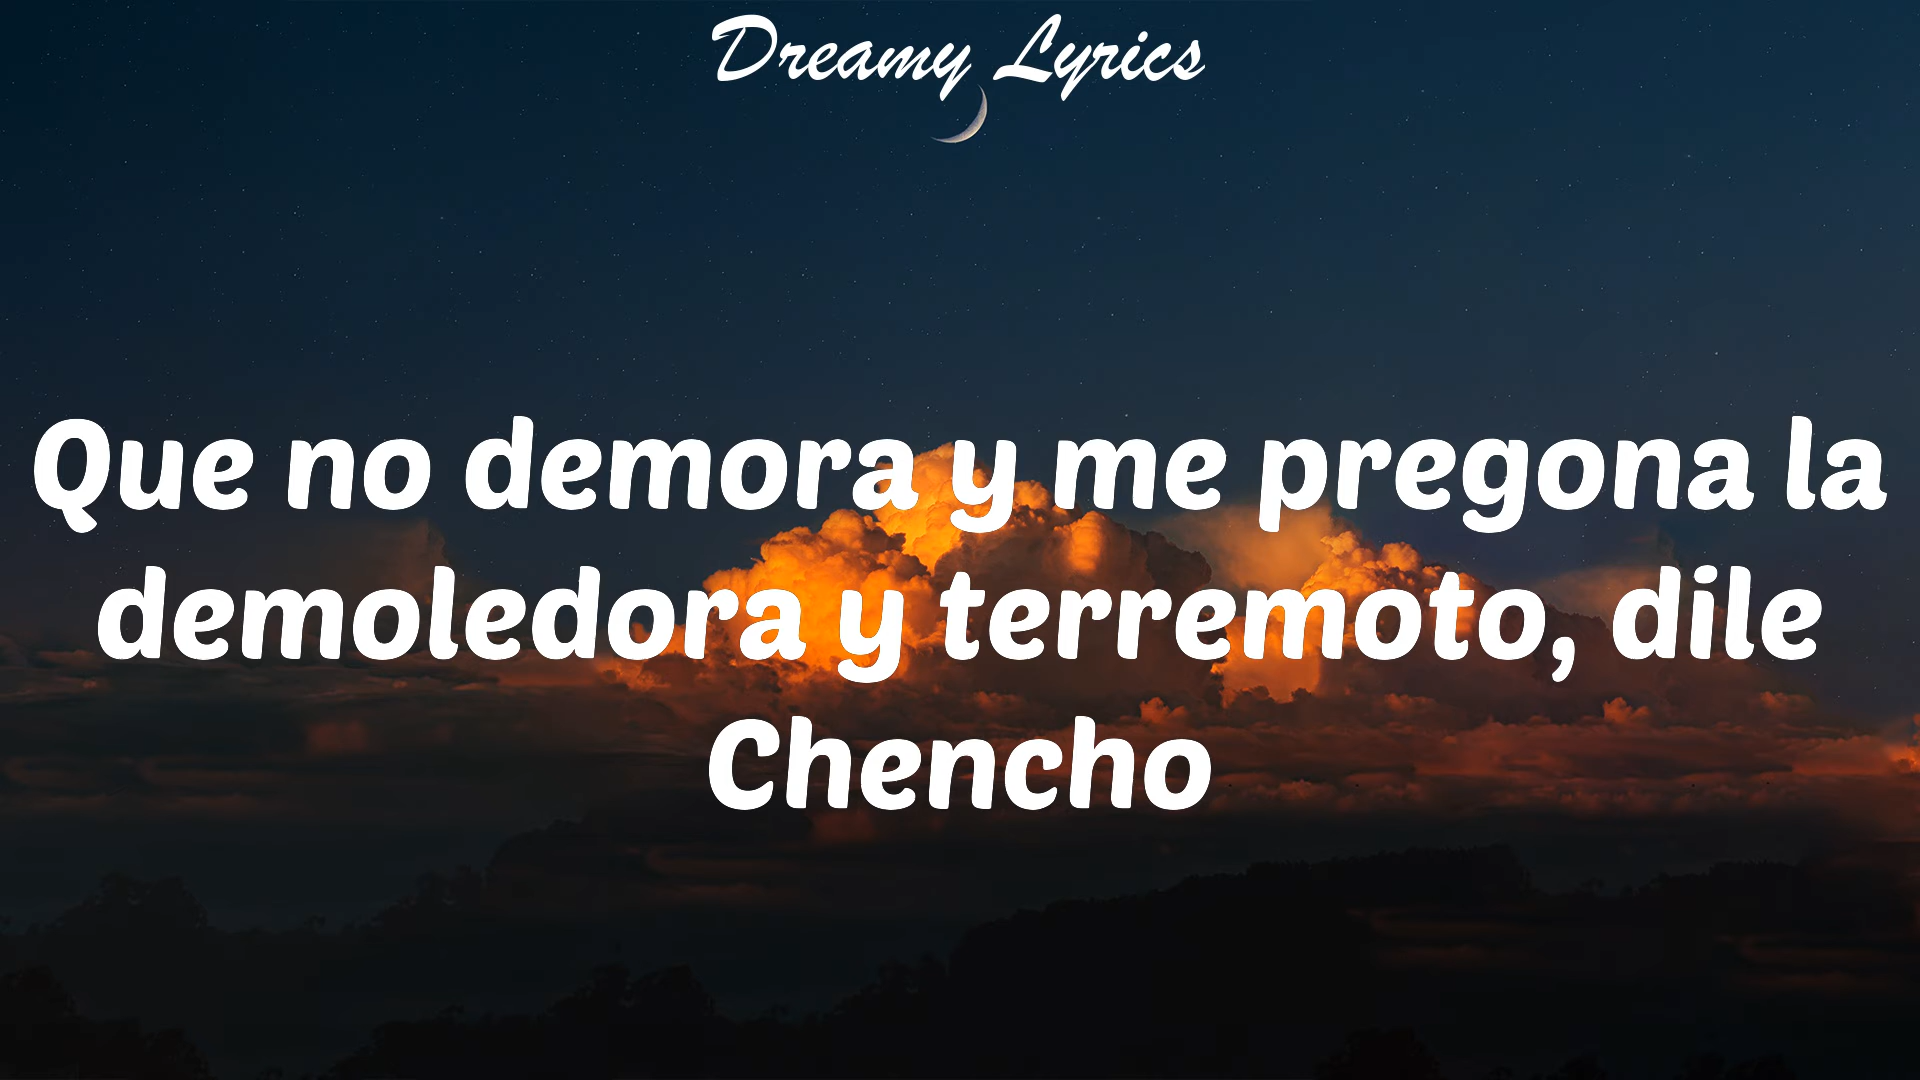 Dreamy Lyrics
Que no demora y me pregona la
demoledora y terremoto, dile
Chencho